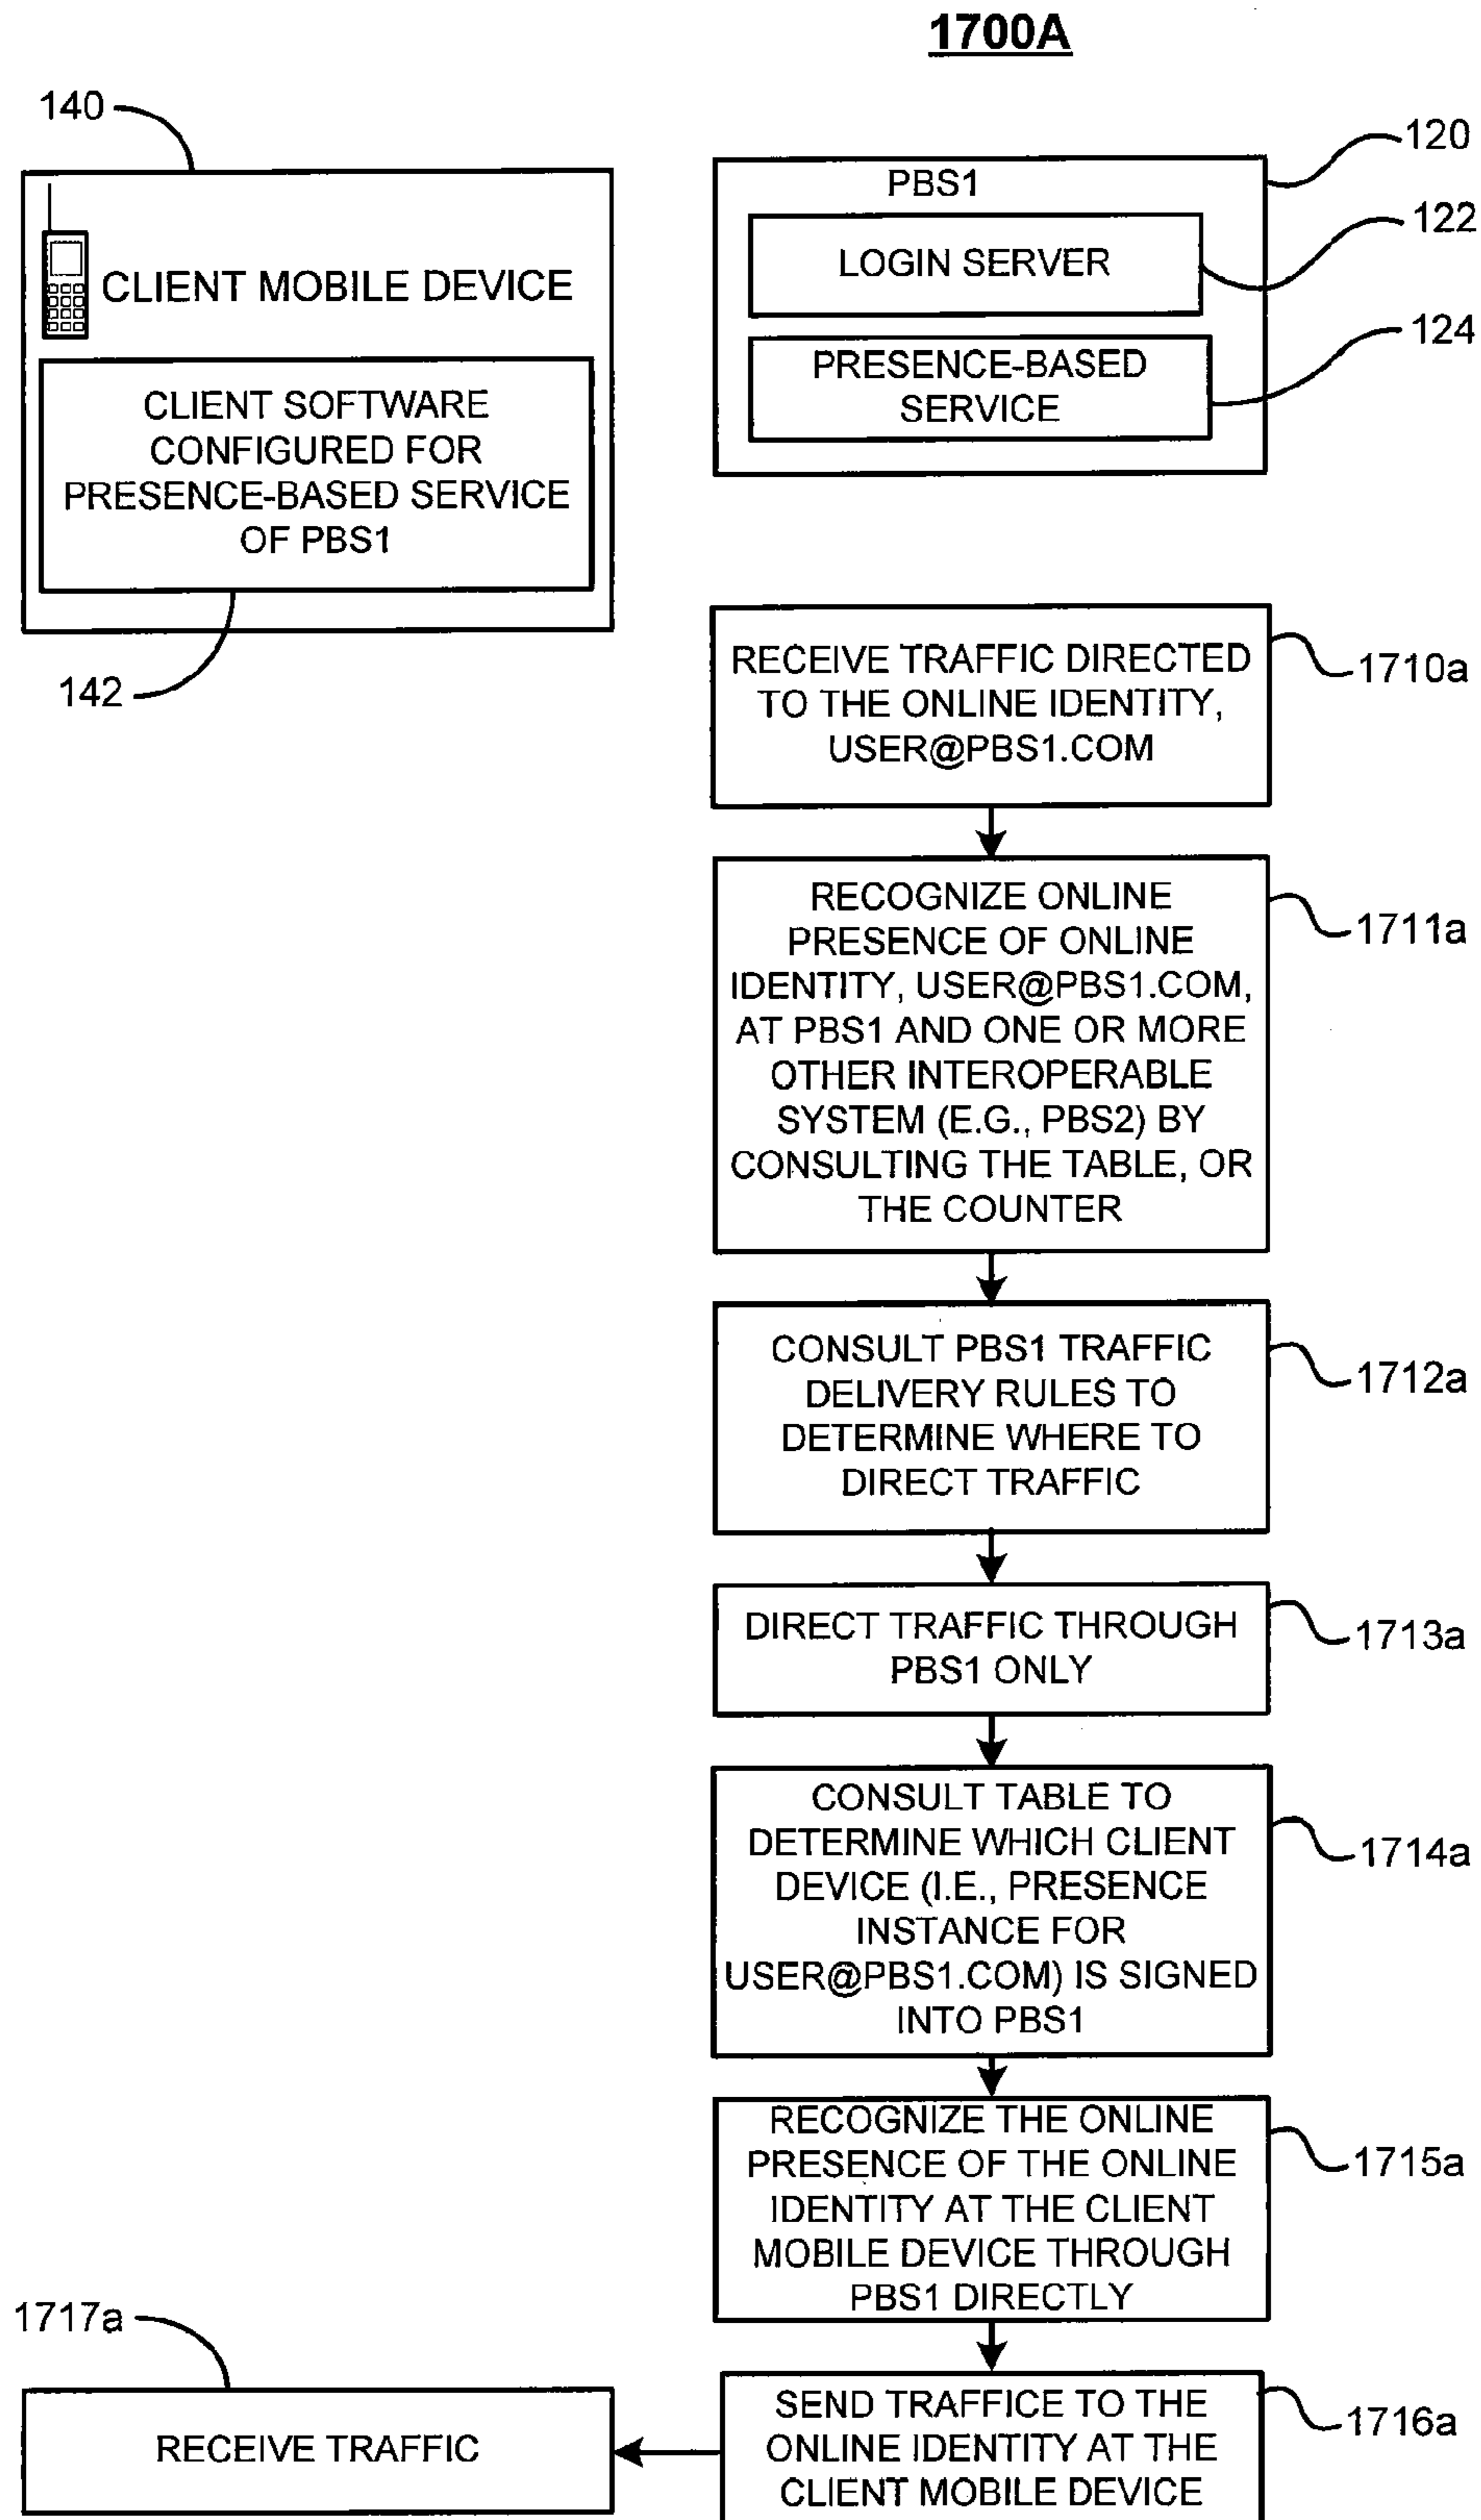 1700A
140
CLIENT MOBILE DEVICE
CLIENT SOFTWARE
CONFIGURED FOR
PRESENCE-BASED SERVICE
OF PBS1
142
PBS1
120
LOGIN SERVER
122
PRESENCE-BASED
SERVICE
124
RECEIVE TRAFFIC DIRECTED
TO THE ONLINE IDENTITY,
USER@PBS1.COM
1710a
RECOGNIZE ONLINE
PRESENCE OF ONLINE
IDENTITY, USER@PBS1.COM,
AT PBS1 AND ONE OR MORE
OTHER INTEROPERABLE
SYSTEM (E.G., PBS2) BY
CONSULTING THE TABLE, OR
THE COUNTER
1711a
CONSULT PBS1 TRAFFIC
DELIVERY RULES TO
DETERMINE WHERE TO
DIRECT TRAFFIC
1712a
DIRECT TRAFFIC THROUGH
PBS1 ONLY
1713a
CONSULT TABLE TO
DETERMINE WHICH CLIENT
DEVICE (I.E., PRESENCE
INSTANCE FOR
USER@PBS1.COM) IS SIGNED
INTO PBS1
1714a
RECOGNIZE THE ONLINE
PRESENCE OF THE ONLINE
IDENTITY AT THE CLIENT
MOBILE DEVICE THROUGH
PBS1 DIRECTLY
1715a
SEND TRAFFICE TO THE
ONLINE IDENTITY AT THE
CLIENT MOBILE DEVICE
1716a
1717a
RECEIVE TRAFFIC